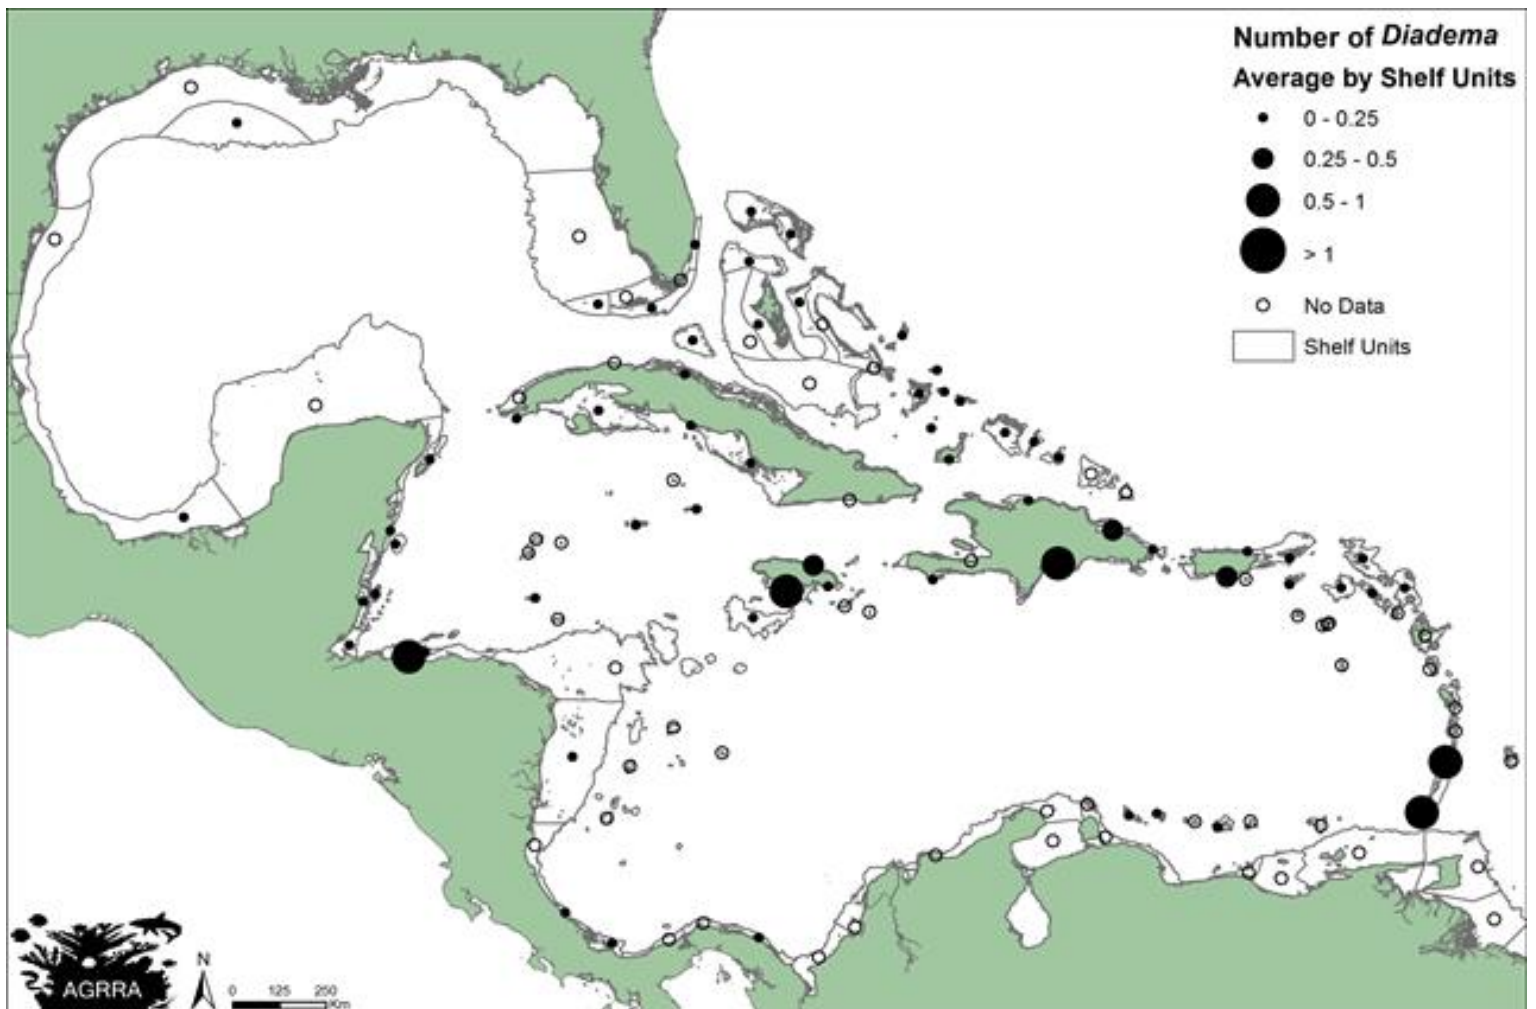 Number of Diadema
Average by Shelf Units
0 - 0.25
0.25 - 0.5
0.5 - 1
> 1
No Data
Shelf Units
AGRRA
N
0 125 250
Km